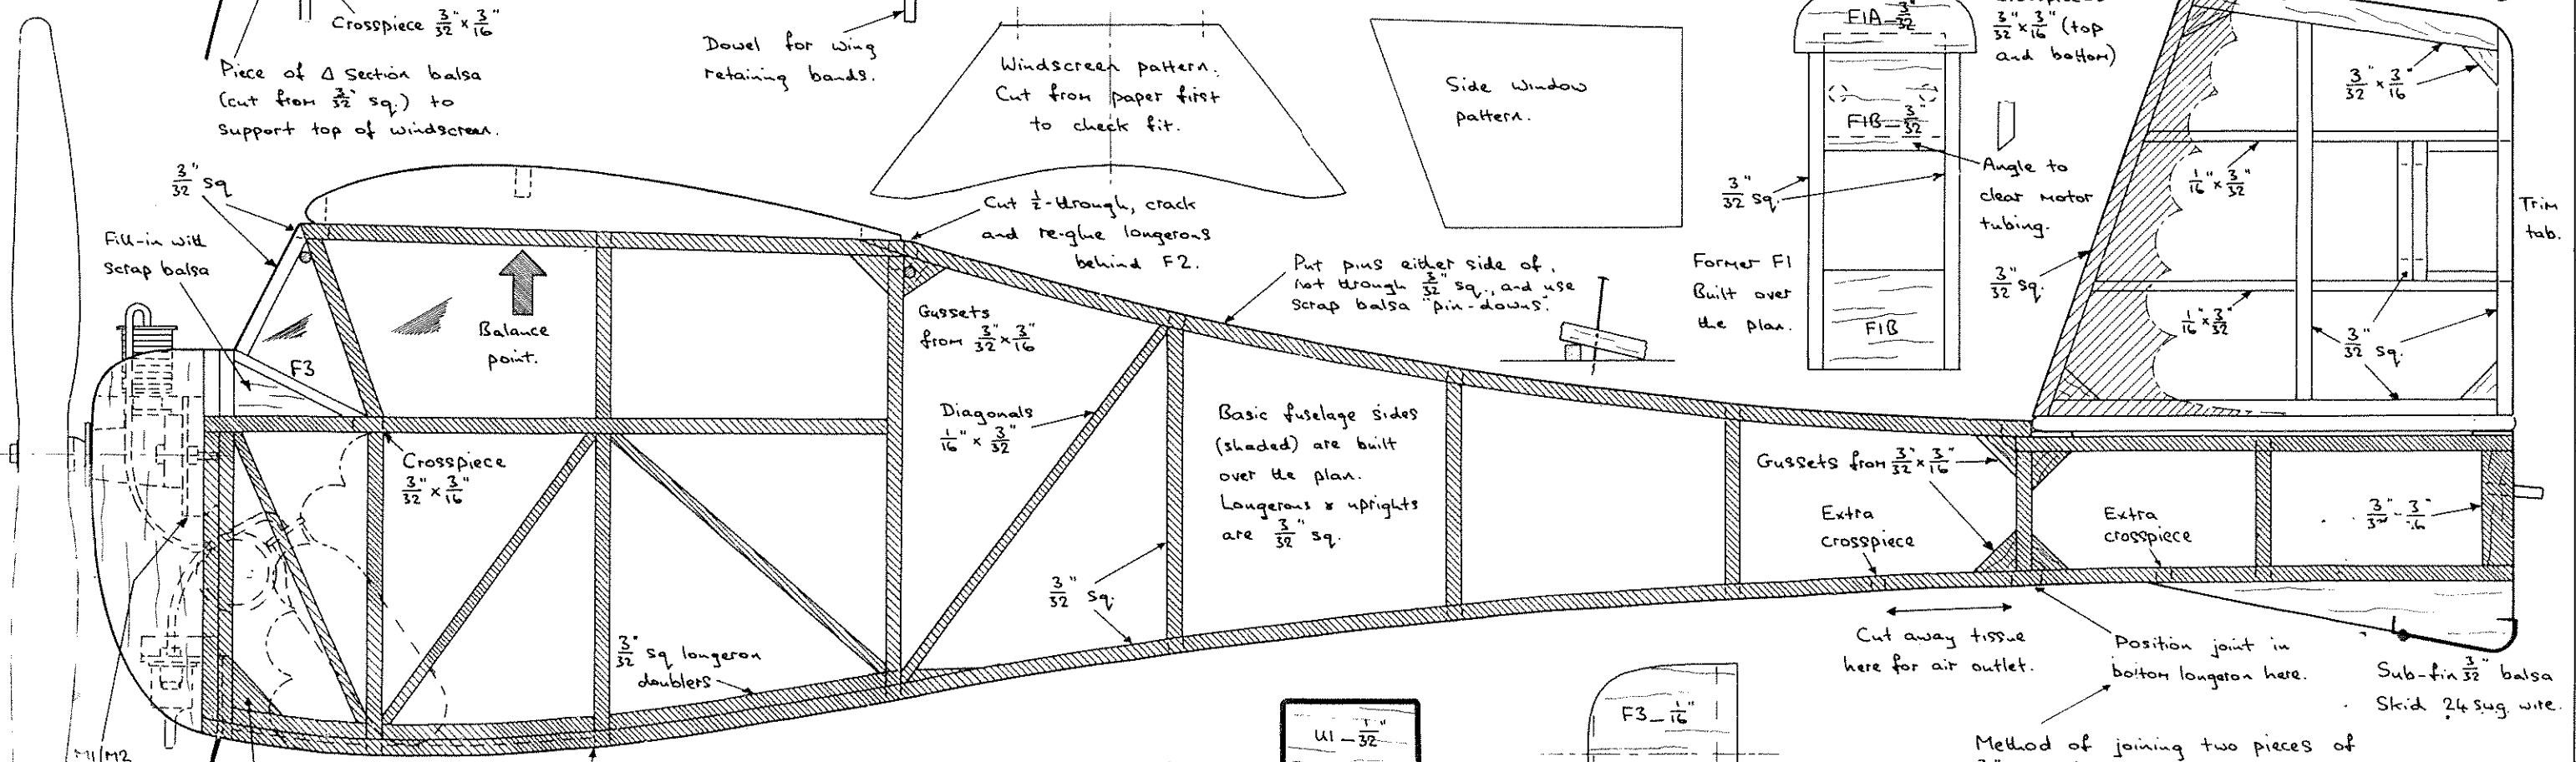 Crosspiece 3/32" x 3/16"
Piece of Δ section balsa
(cut from 3/32" sq.) to
support top of windscreen.
Dowel for wing
retaining bands.
Windscreen pattern.
Cut from paper first
to check fit.
Side window
pattern.
F1A_3/32"
F1B_3/32"
3/32" x 3/16" (top
and bottom)
3/32" x 3/16"
3/32" sq
Fill-in with
scrap balsa
F3
Balance
point.
Cut ½-through, crack
and re-glue longerons
behind F2.
Gussets
from 3/32" x 3/16"
Put pins either side of,
not through 3/32" sq., and use
scrap balsa "pin-downs".
3/32" sq.
Former F1
Built over
the plan.
F1B
Angle to
clear motor
tubing.
3/32" sq.
1/16" x 3/32"
1/16" x 3/32"
3/32" sq.
Trim
tab.
Crosspiece
3/32" x 3/16"
Diagonals
1/16" x 3/32"
Basic fuselage sides
(shaded) are built
over the plan.
Longerons & uprights
are 3/32" sq.
3/32" sq.
Gussets from 3/32" x 3/16"
Extra
crosspiece
Extra
crosspiece
3/32 sq longeron
doublers
Cut away tissue
here for air outlet.
Position joint in
bottom longeron here.
Sub-fin 3/32" balsa
Skid 24 swg. wire.
M1/M2
U1_1/32"
F3_1/16"
Method of joining two pieces of